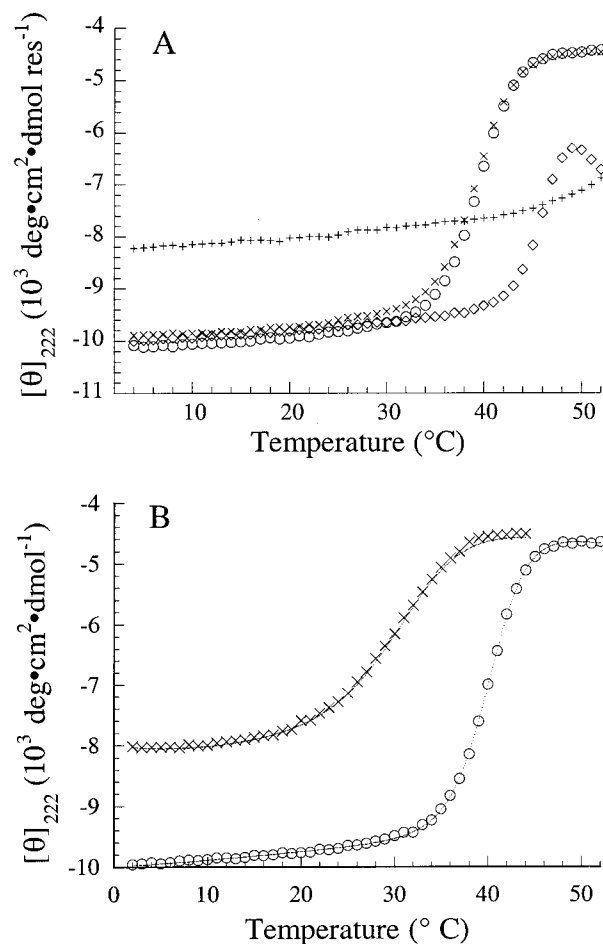 A
[θ]222 (10³ deg•cm²•dmol res⁻¹)
-4
-5
-6
-7
-8
-9
-10
-11
10 20 30 40 50
Temperature (°C)
B
[θ]222 (10³ deg•cm²•dmol⁻¹)
-4
-5
-6
-7
-8
-9
-10
0 10 20 30 40 50
Temperature (° C)